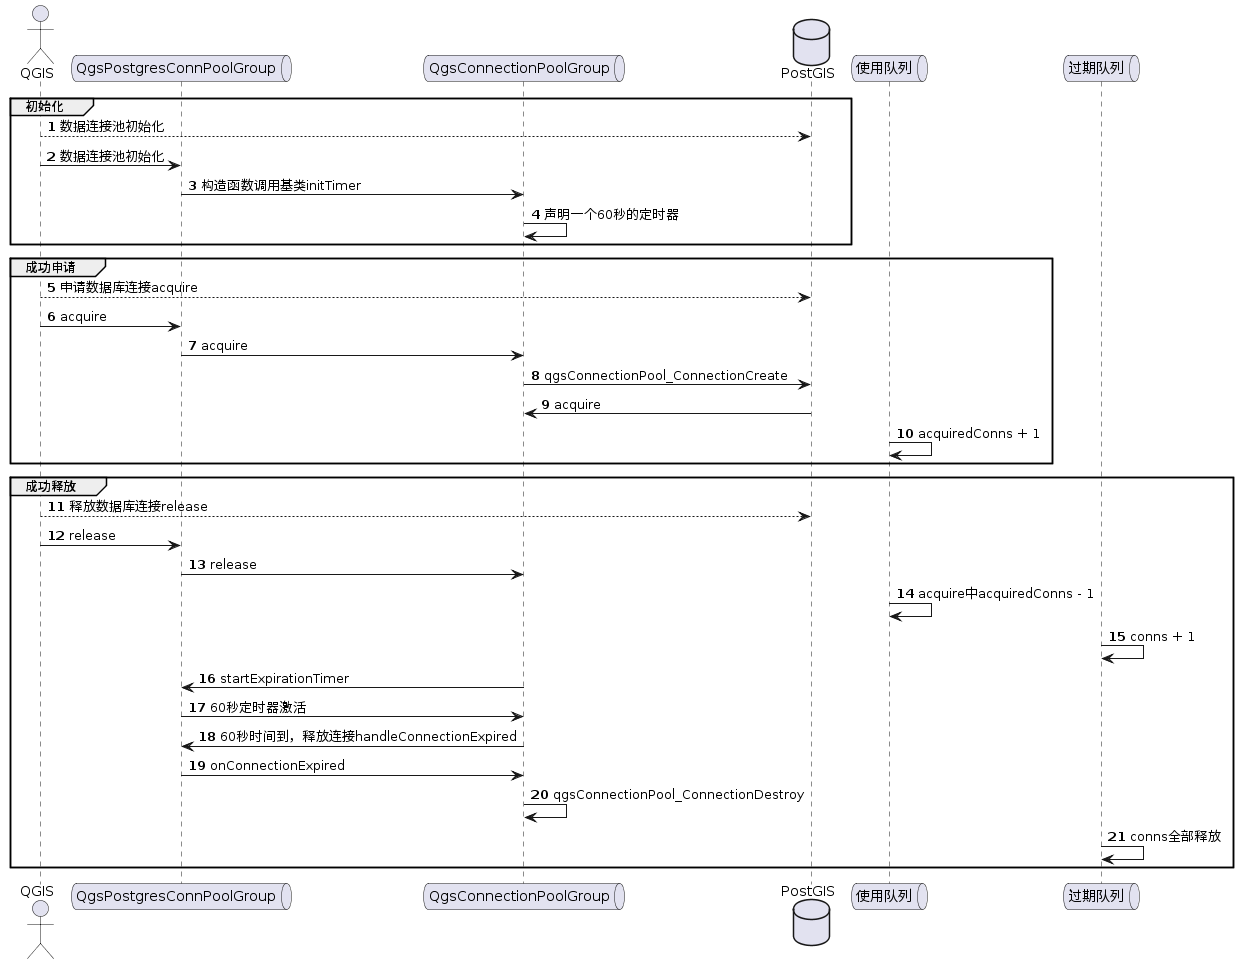 QGIS
QgsPostgresConnPoolGroup
QgsConnectionPoolGroup
PostGIS
使用队列
过期队列
初始化
1 数据连接池初始化
2 数据连接池初始化
3 构造函数调用基类initTimer
4 声明一个60秒的定时器
成功申请
5 申请数据库连接acquire
6 acquire
7 acquire
8 qgsConnectionPool_ConnectionCreate
9 acquire
10 acquiredConns + 1
成功释放
11 释放数据库连接release
12 release
13 release
14 acquire中acquiredConns - 1
15 conns + 1
16 startExpirationTimer
17 60秒定时器激活
18 60秒时间到，释放连接handleConnectionExpired
19 onConnectionExpired
20 qgsConnectionPool_ConnectionDestroy
21 conns全部释放
QGIS
QgsPostgresConnPoolGroup
QgsConnectionPoolGroup
PostGIS
使用队列
过期队列